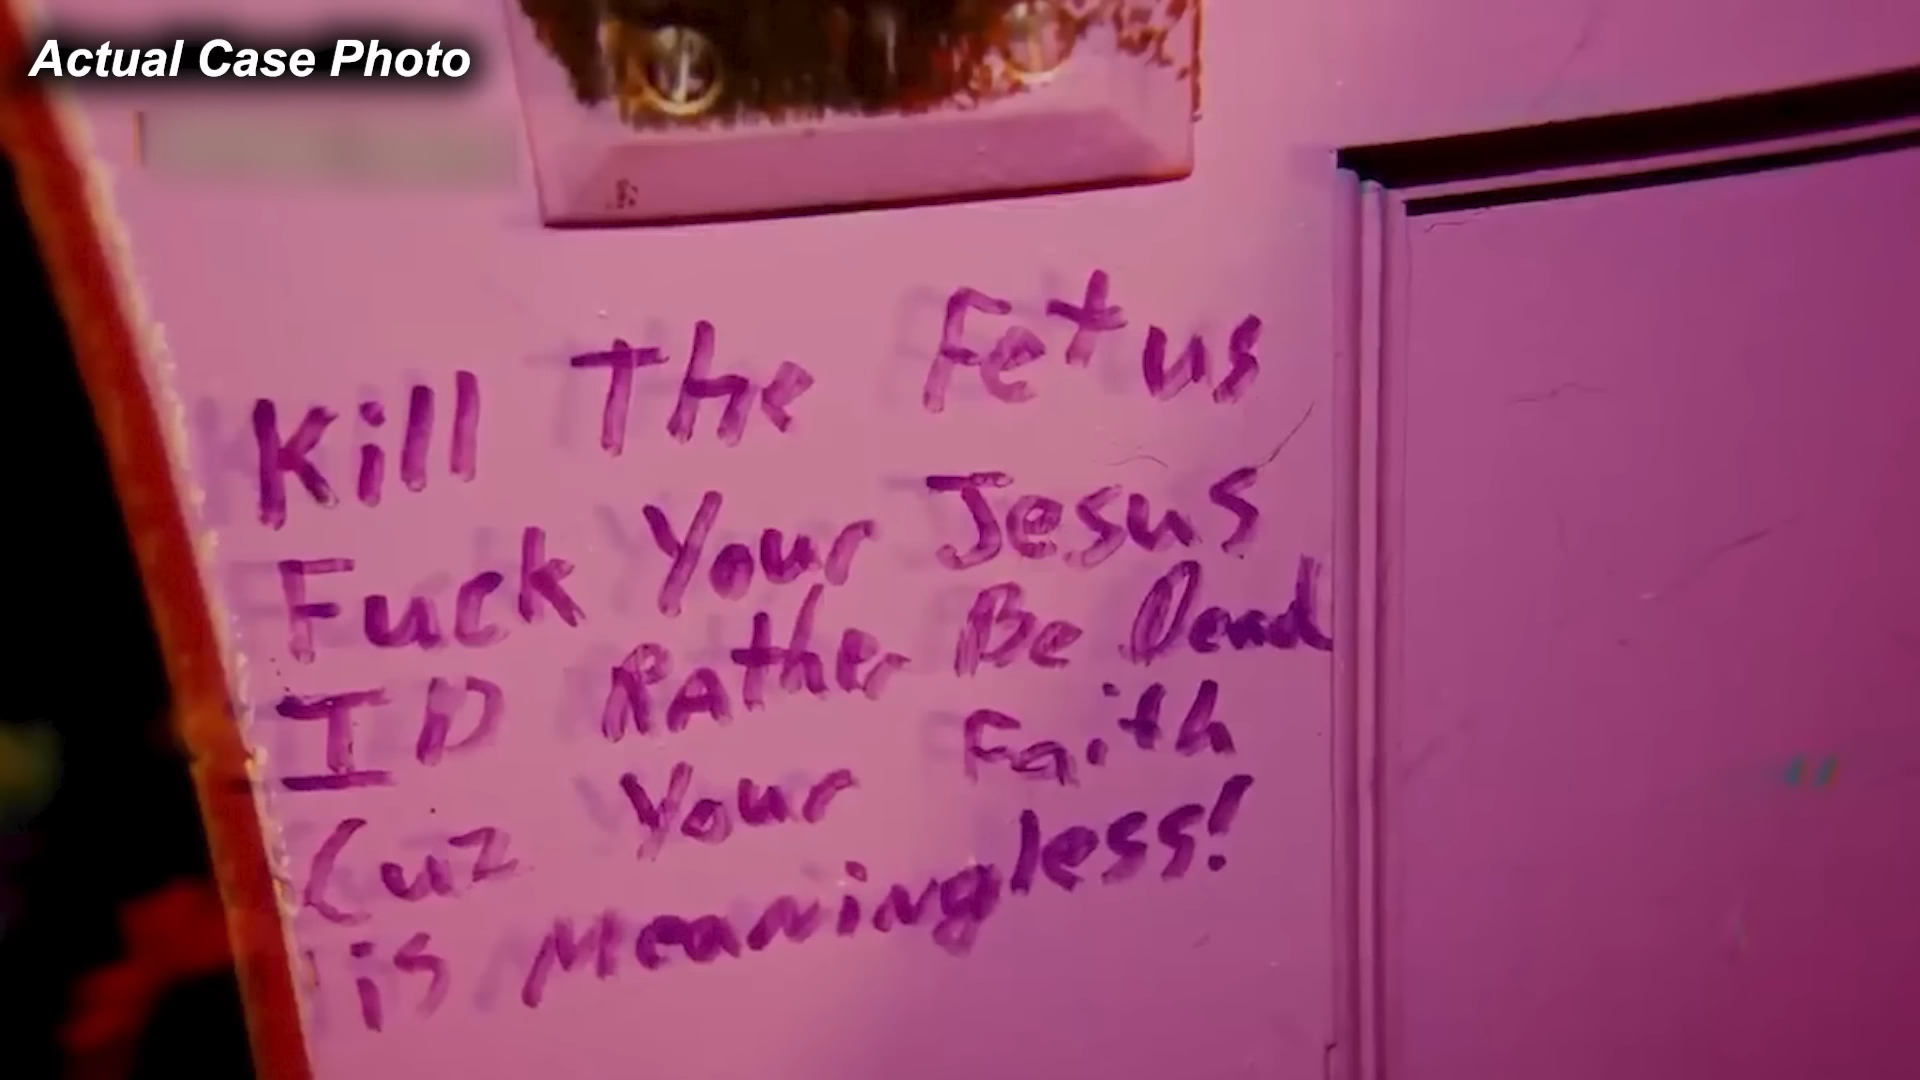 Actual Case Photo
Kill The Fetus
Fuck Your Jesus
ID Rather Be Dead
Cuz Your Faith
is Meaningless!